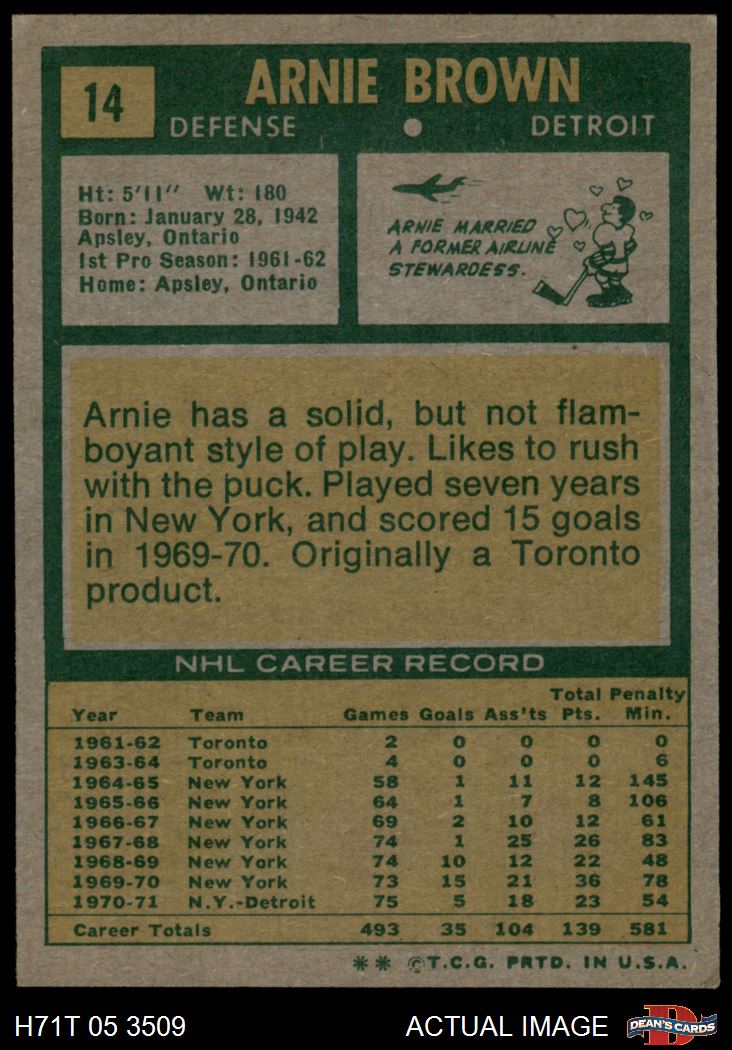 14
ARNIE BROWN
DEFENSE
DETROIT
Ht: 5'11" Wt: 180
Born: January 28, 1942
Apsley, Ontario
1st Pro Season: 1961-62
Home: Apsley, Ontario
ARNIE MARRIED
A FORMER AIRLINE
STEWARDESS.
Arnie has a solid, but not flam-
boyant style of play. Likes to rush
with the puck. Played seven years
in New York, and scored 15 goals
in 1969-70. Originally a Toronto
product.
NHL CAREER RECORD
Year Team Games Goals Ass'ts Total Pts. Penalty Min.
1961-62 Toronto 2 0 0 0 0
1963-64 Toronto 4 0 0 0 6
1964-65 New York 58 1 11 12 145
1965-66 New York 64 1 7 8 106
1966-67 New York 69 2 10 12 61
1967-68 New York 74 1 25 26 83
1968-69 New York 74 10 12 22 48
1969-70 New York 73 15 21 36 78
1970-71 N.Y.-Detroit 75 5 18 23 54
Career Totals 493 35 104 139 581
** ©T.C.G. PRTD. IN U.S.A.
H71T 05 3509
ACTUAL IMAGE
D
DEAN'S CARDS